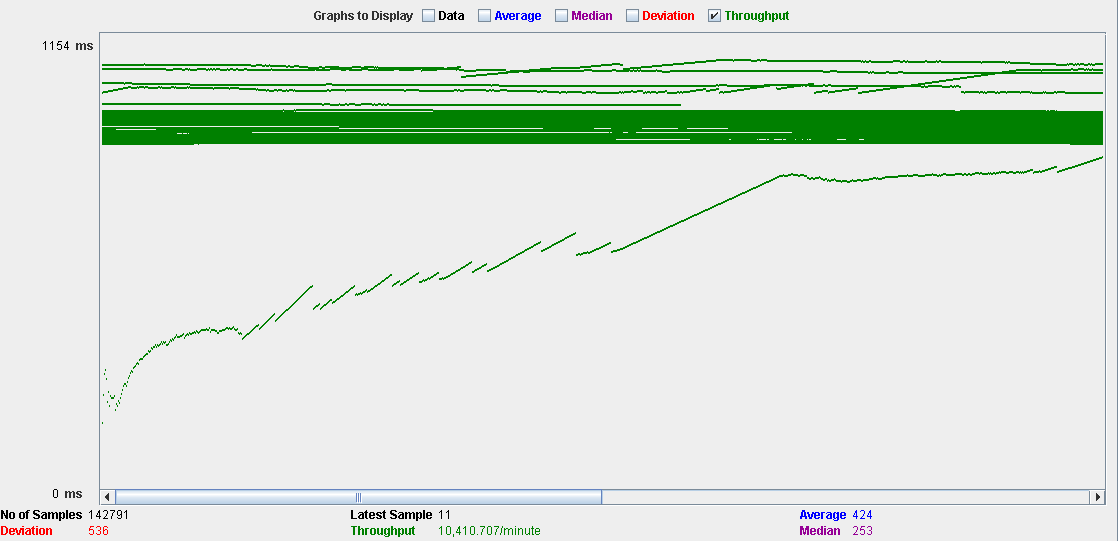 Graphs to Display Data Average Median Deviation Throughput
1154 ms
0 ms
No of Samples 142791 Latest Sample 11 Average 424
Deviation 536 Throughput 10,410.707/minute Median 253